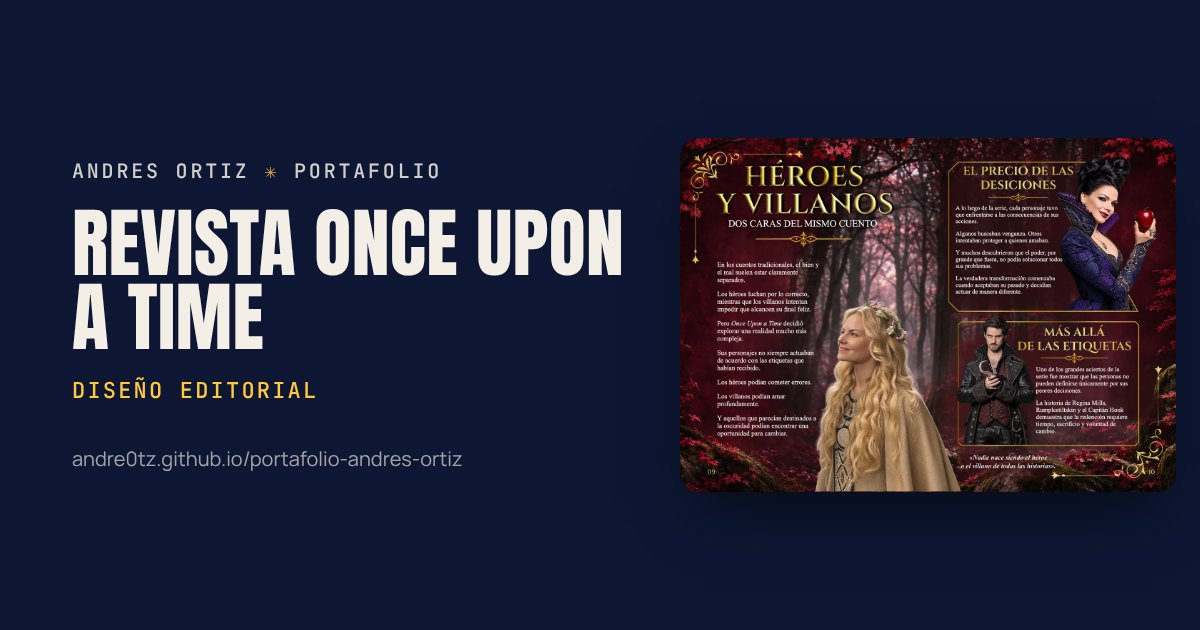 ANDRES ORTIZ ✳ PORTAFOLIO
REVISTA ONCE UPON
A TIME
DISEÑO EDITORIAL
andre0tz.github.io/portafolio-andres-ortiz
HÉROES
Y VILLANOS
DOS CARAS DEL MISMO CUENTO
En los cuentos tradicionales, el bien y
el mal suelen estar claramente
separados.
Los héroes luchan por lo correcto,
mientras que los villanos intentan
impedir que alcancen su final feliz.
Pero Once Upon a Time decidió
explorar una realidad mucho más
compleja.
Sus personajes no siempre actuaban
de acuerdo con las etiquetas que
habían recibido.
Los héroes podían cometer errores.
Los villanos podían amar
profundamente.
Y aquellos que parecían destinados a
la oscuridad podían encontrar una
oportunidad para cambiar.
09
EL PRECIO DE LAS
DESICIONES
A lo largo de la serie, cada personaje tuvo
que enfrentarse a las consecuencias de sus
acciones.
Algunos buscaban venganza. Otros
intentaban proteger a quienes amaban.
Y muchos descubrieron que el poder, por
grande que fuera, no podía solucionar todos
sus problemas.
La verdadera transformación comenzaba
cuando aceptaban su pasado y decidían
actuar de manera diferente.
MÁS ALLÁ
DE LAS ETIQUETAS
Uno de los grandes aciertos de la
serie fue mostrar que las personas no
pueden definirse únicamente por sus
peores decisiones.
La historia de Regina Mills,
Rumplestiltskin y el Capitán Hook
demuestra que la redención requiere
tiempo, sacrificio y voluntad de
cambio.
«Nadie nace siendo el héroe
o el villano de todas las historias».
10